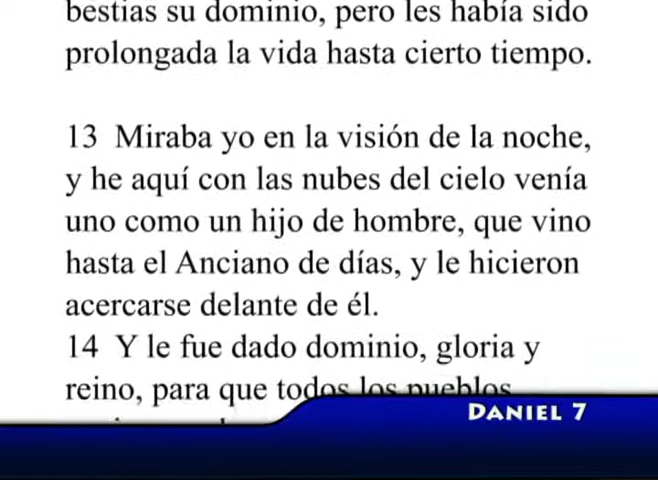 bestias su dominio, pero les había sido
prolongada la vida hasta cierto tiempo.
13 Miraba yo en la visión de la noche,
y he aquí con las nubes del cielo venía
uno como un hijo de hombre, que vino
hasta el Anciano de días, y le hicieron
acercarse delante de él.
14 Y le fue dado dominio, gloria y
reino, para que todos los pueblos
DANIEL 7